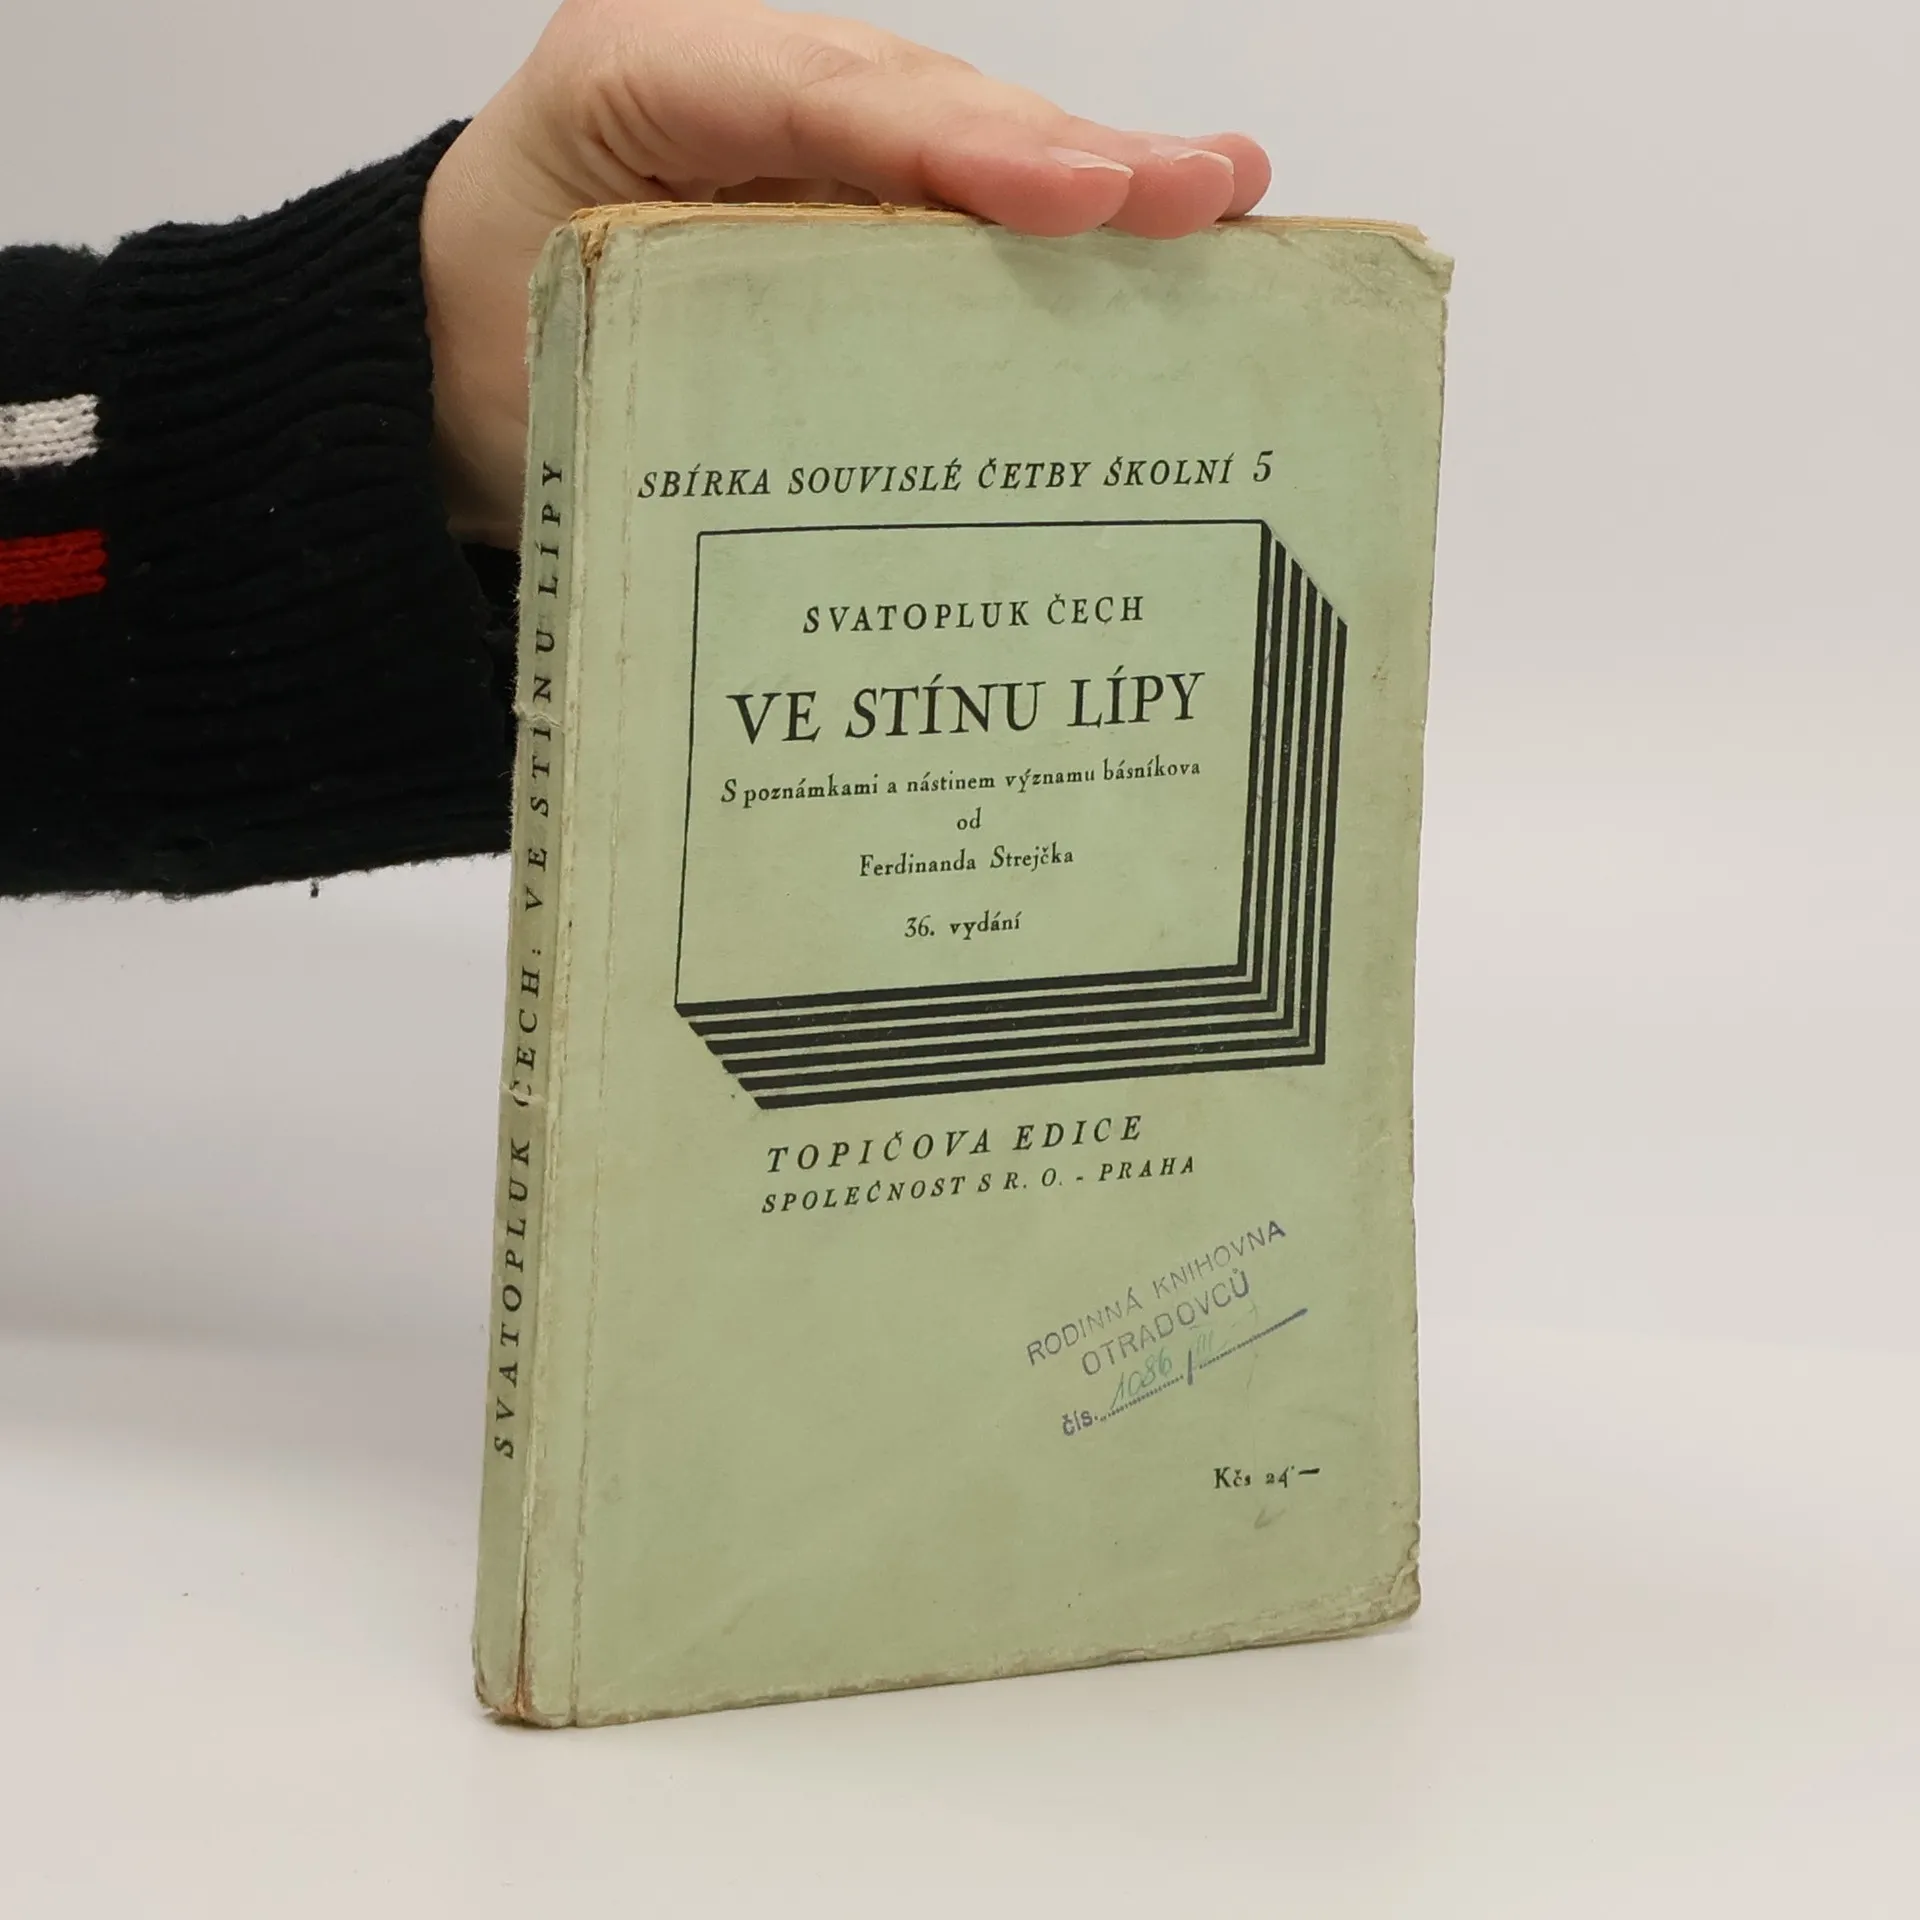 SBÍRKA SOUVISLÉ ČETBY ŠKOLNÍ 5
SVATOPLUK ČECH
VE STÍNU LÍPY
S poznámkami a nástinem významu básníkova
od
Ferdinanda Strejčka
36. vydání
TOPIČOVA EDICE
SPOLEČNOST S R. O. - PRAHA
RODINNÁ KNIHOVNA
OTRADOVCŮ
čís. 1086/III
Kčs 24·—
SVATOPLUK ČECH: VE STÍNU LÍPY